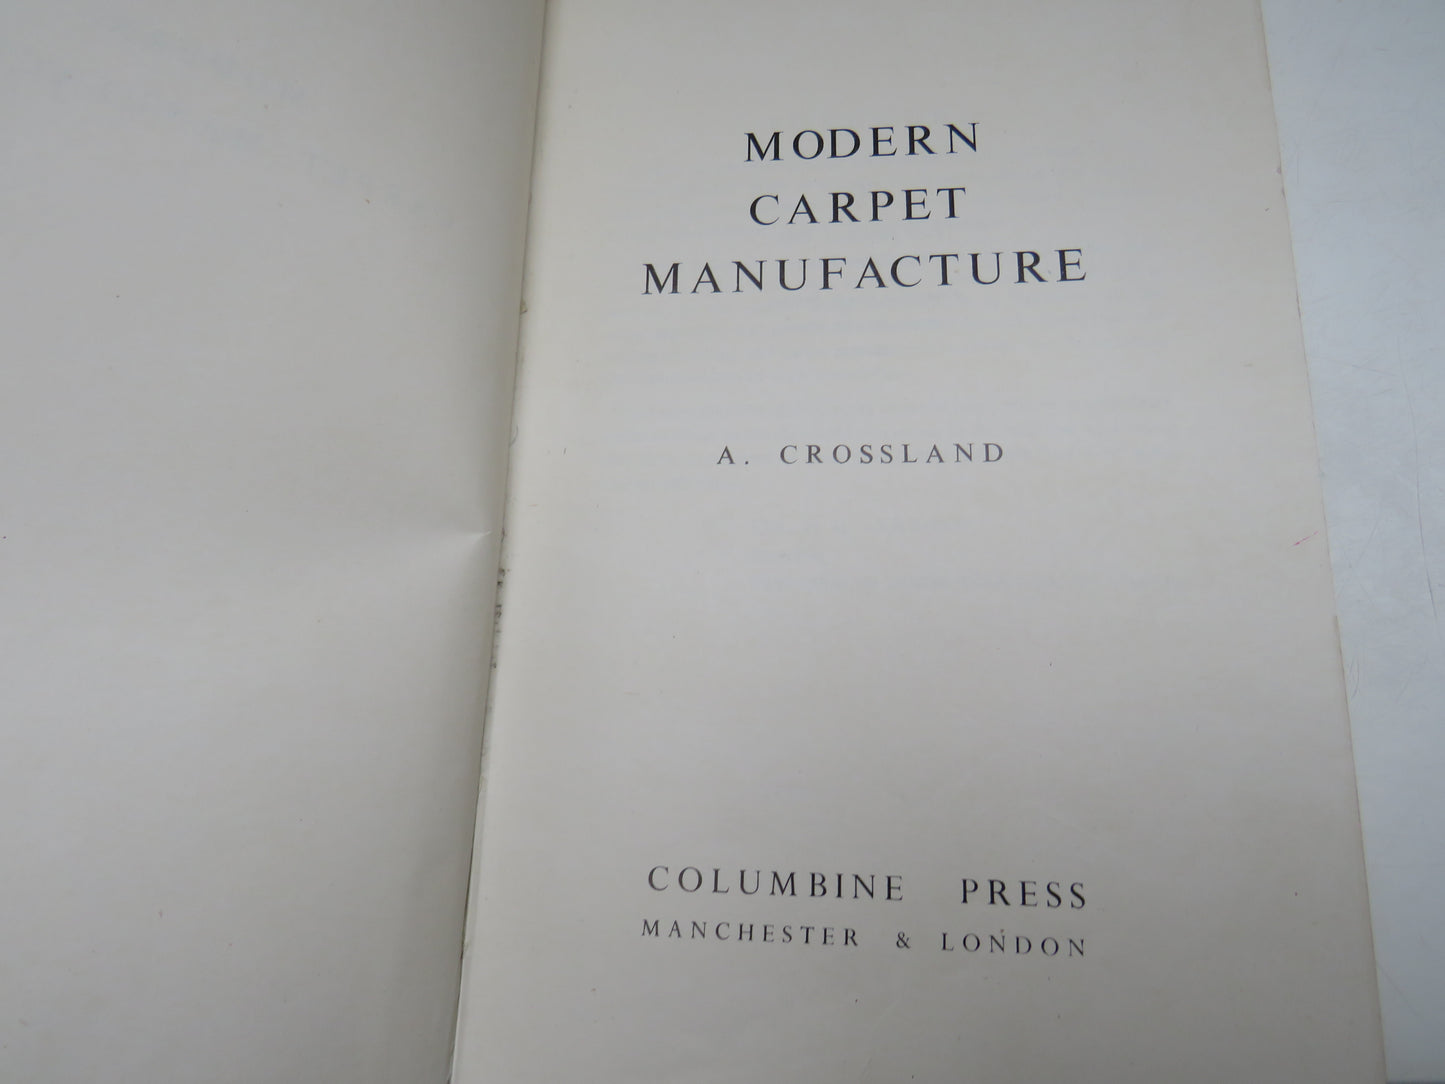 MODERN
CARPET
MANUFACTURE
A. CROSSLAND
COLUMBINE PRESS
MANCHESTER & LONDON